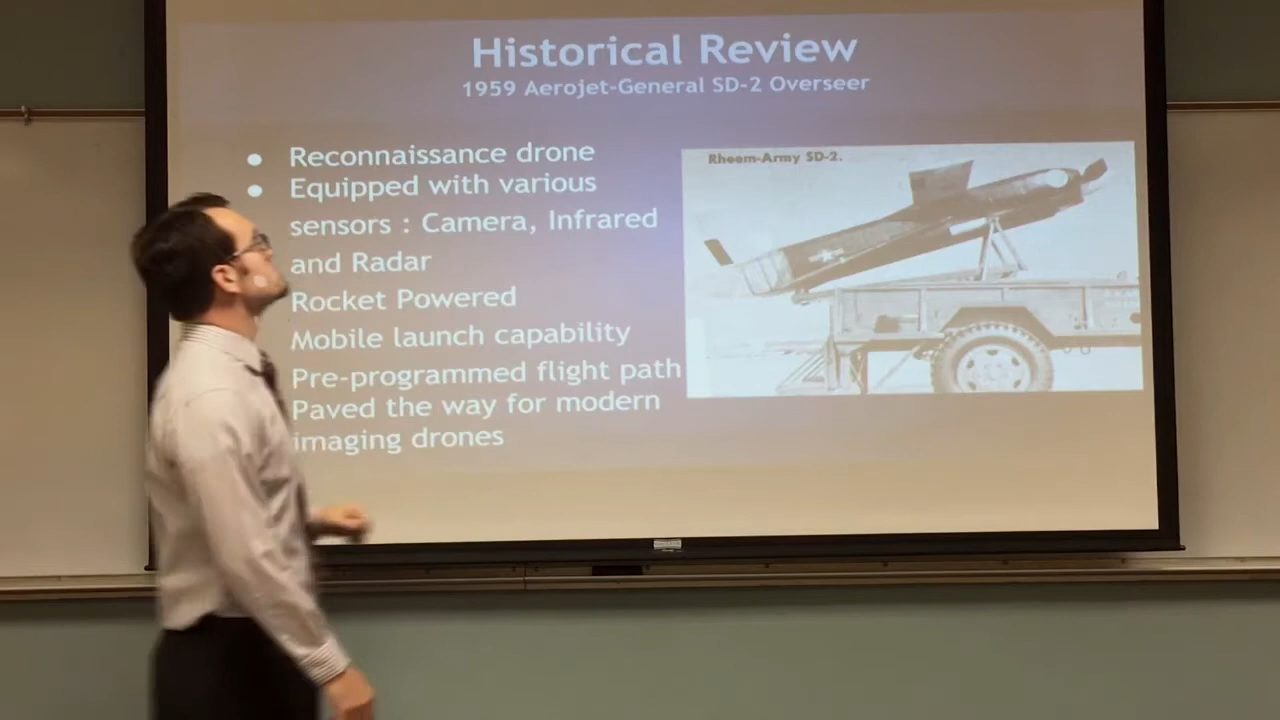 Historical Review
1959 Aerojet-General SD-2 Overseer
● Reconnaissance drone
● Equipped with various
sensors : Camera, Infrared
and Radar
Rocket Powered
Mobile launch capability
Pre-programmed flight path
Paved the way for modern
imaging drones
Rheem-Army SD-2.